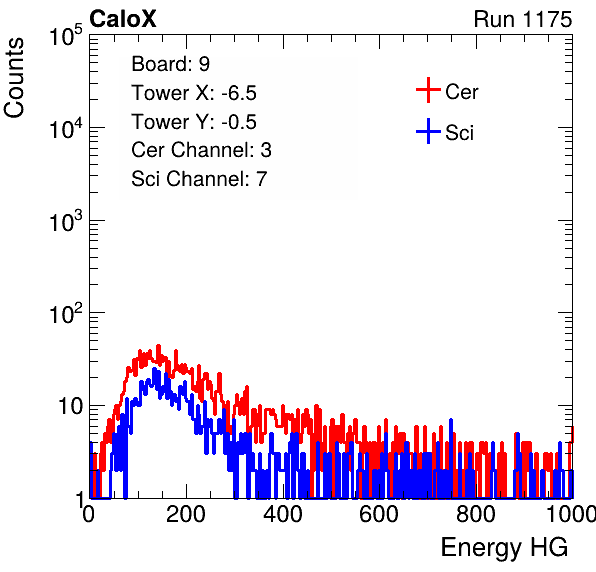 CaloX Run 1175
Counts
10^5
10^4
10^3
10^2
10
1
Board: 9
Tower X: -6.5
Tower Y: -0.5
Cer Channel: 3
Sci Channel: 7
Cer
Sci
0 200 400 600 800 1000
Energy HG